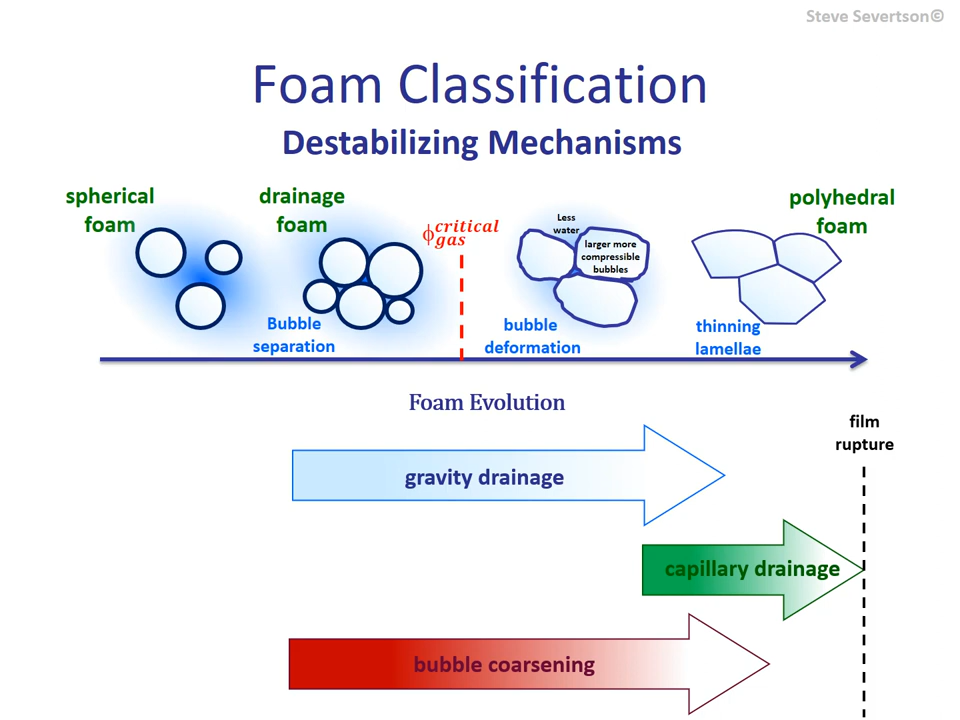 Steve Severtson©
Foam Classification
Destabilizing Mechanisms
spherical
foam
drainage
foam
ϕ critical
gas
Less
water
larger more
compressible
bubbles
polyhedral
foam
Bubble
separation
bubble
deformation
thinning
lamellae
Foam Evolution
film
rupture
gravity drainage
capillary drainage
bubble coarsening